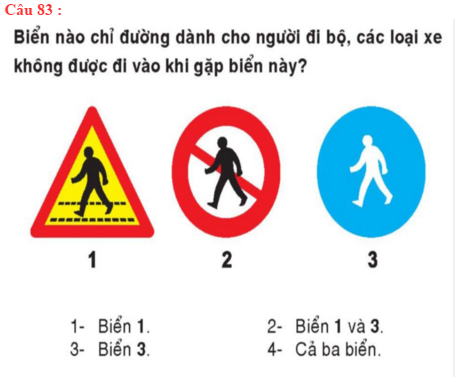 Câu 83 :
Biển nào chỉ đường dành cho người đi bộ, các loại xe
không được đi vào khi gặp biển này?
1 2 3
1- Biển 1. 2- Biển 1 và 3.
3- Biển 3. 4- Cả ba biển.